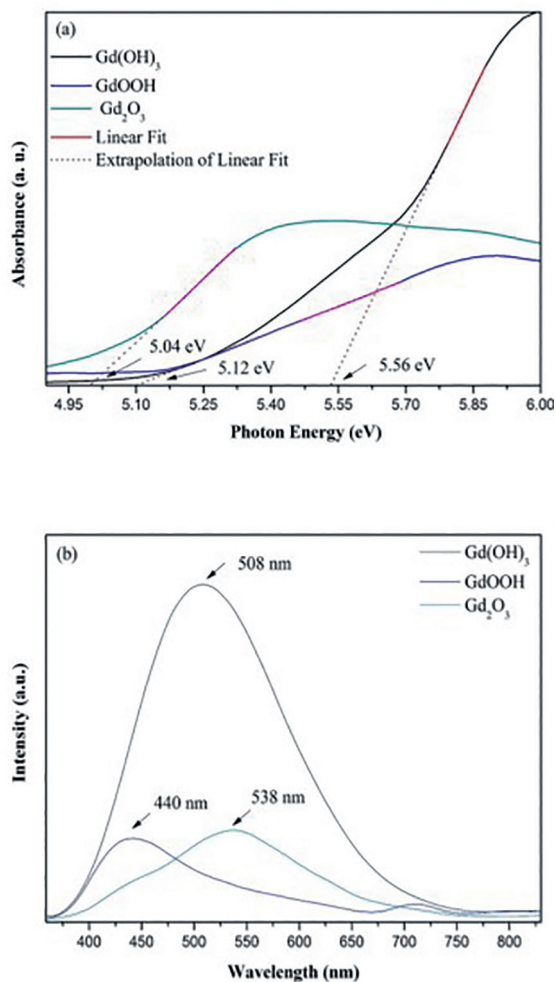 (a)
Gd(OH)₃
GdOOH
Gd₂O₃
Linear Fit
Extrapolation of Linear Fit
Absorbance (a. u.)
5.04 eV
5.12 eV
5.56 eV
4.95 5.10 5.25 5.40 5.55 5.70 5.85 6.00
Photon Energy (eV)
(b)
Gd(OH)₃
GdOOH
Gd₂O₃
508 nm
440 nm
538 nm
Intensity (a.u.)
400 450 500 550 600 650 700 750 800
Wavelength (nm)